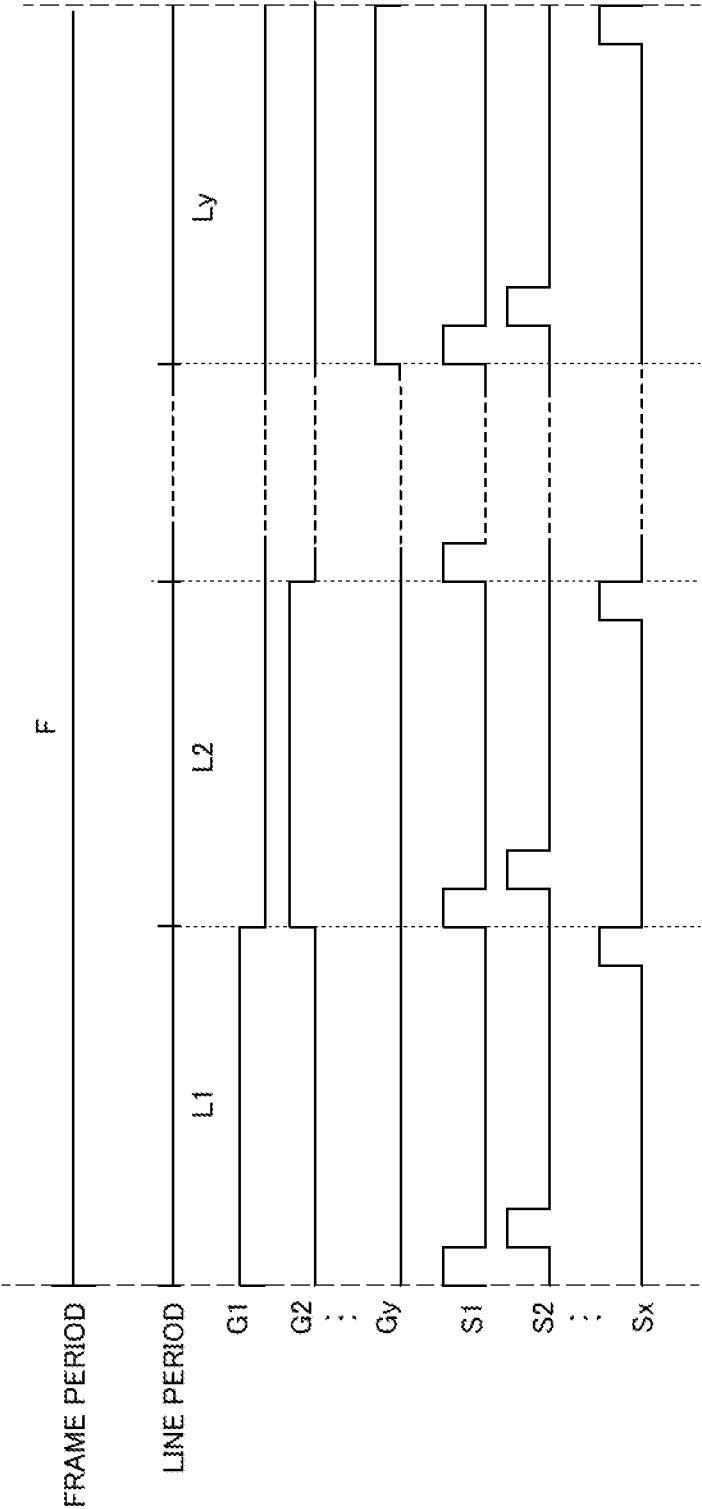 F
FRAME PERIOD
LINE PERIOD
L1
L2
Ly
G1
G2
⋮
Gy
S1
S2
⋮
Sx